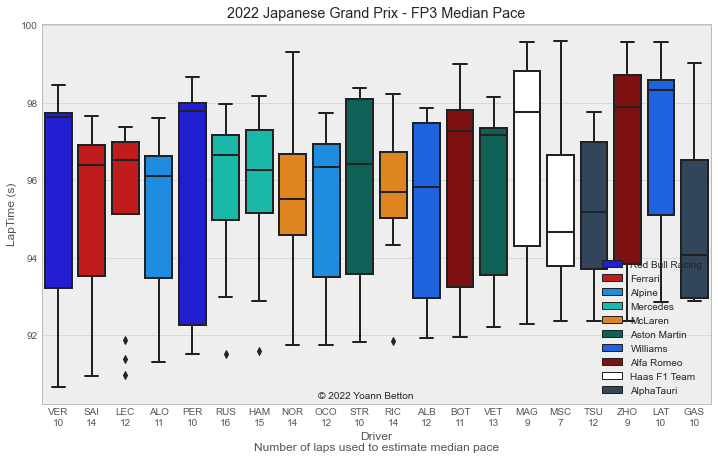 2022 Japanese Grand Prix - FP3 Median Pace
100
98
96
94
92
LapTime (s)
Red Bull Racing
Ferrari
Alpine
Mercedes
McLaren
Aston Martin
Williams
Alfa Romeo
Haas F1 Team
AlphaTauri
© 2022 Yoann Betton
VER SAI LEC ALO PER RUS HAM NOR OCO STR RIC ALB BOT VET MAG MSC TSU ZHO LAT GAS
10 14 12 11 10 16 15 14 12 10 14 12 11 13 9 7 12 9 10 10
Driver
Number of laps used to estimate median pace